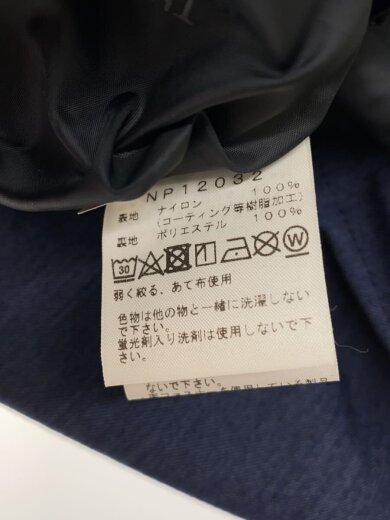 NP12032
表地 ナイロン 100%
(コーティング等樹脂加工)
裏地 ポリエステル 100%
30 W
弱く絞る、あて布使用
色物は他の物と一緒に洗濯しない
で下さい。
蛍光剤入り洗剤は使用しないで下
さい。
ないで下さい。